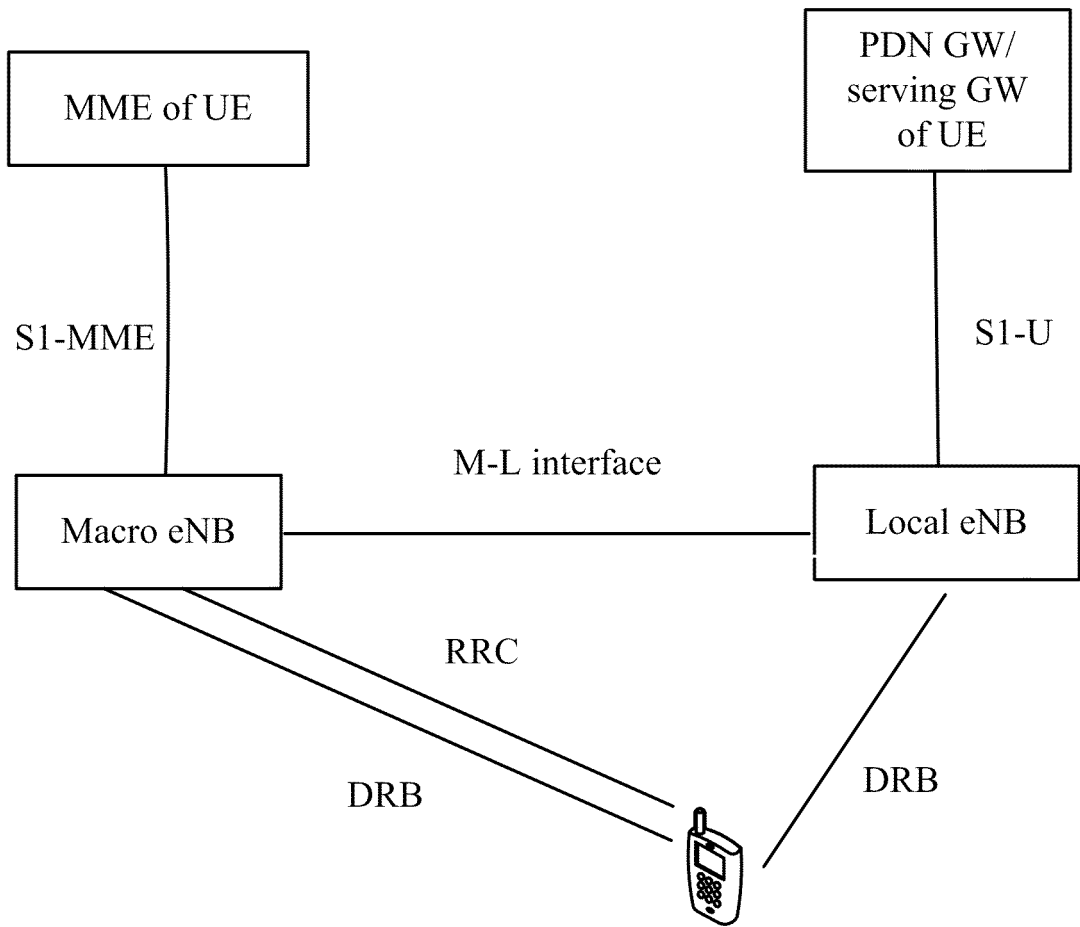 MME of UE
PDN GW/
serving GW
of UE
S1-MME
S1-U
M-L interface
Macro eNB
Local eNB
RRC
DRB
DRB